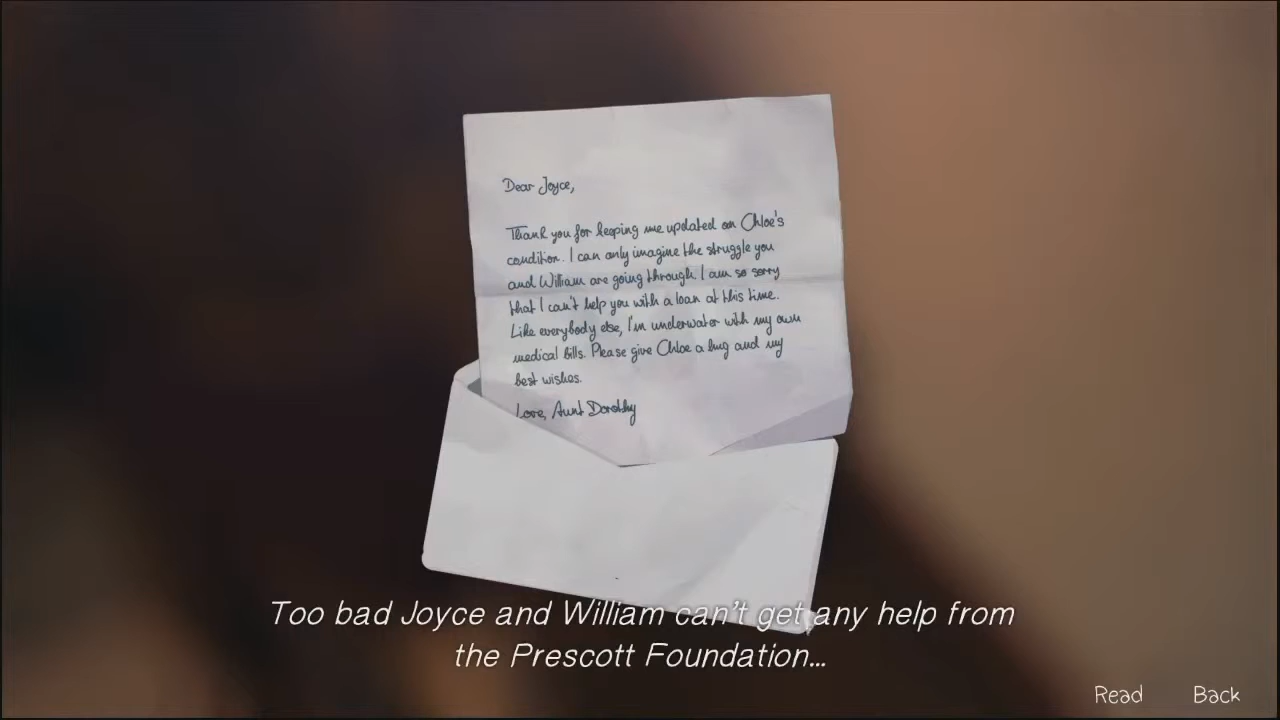 Dear Joyce,
Thank you for keeping me updated on Chloe's
condition. I can only imagine the struggle you
and William are going through. I am so sorry
that I can't help you with a loan at this time.
Like everybody else, I'm underwater with my own
medical bills. Please give Chloe a hug and my
best wishes.
Love, Aunt Dorothy
Too bad Joyce and William can't get any help from
the Prescott Foundation...
Read Back